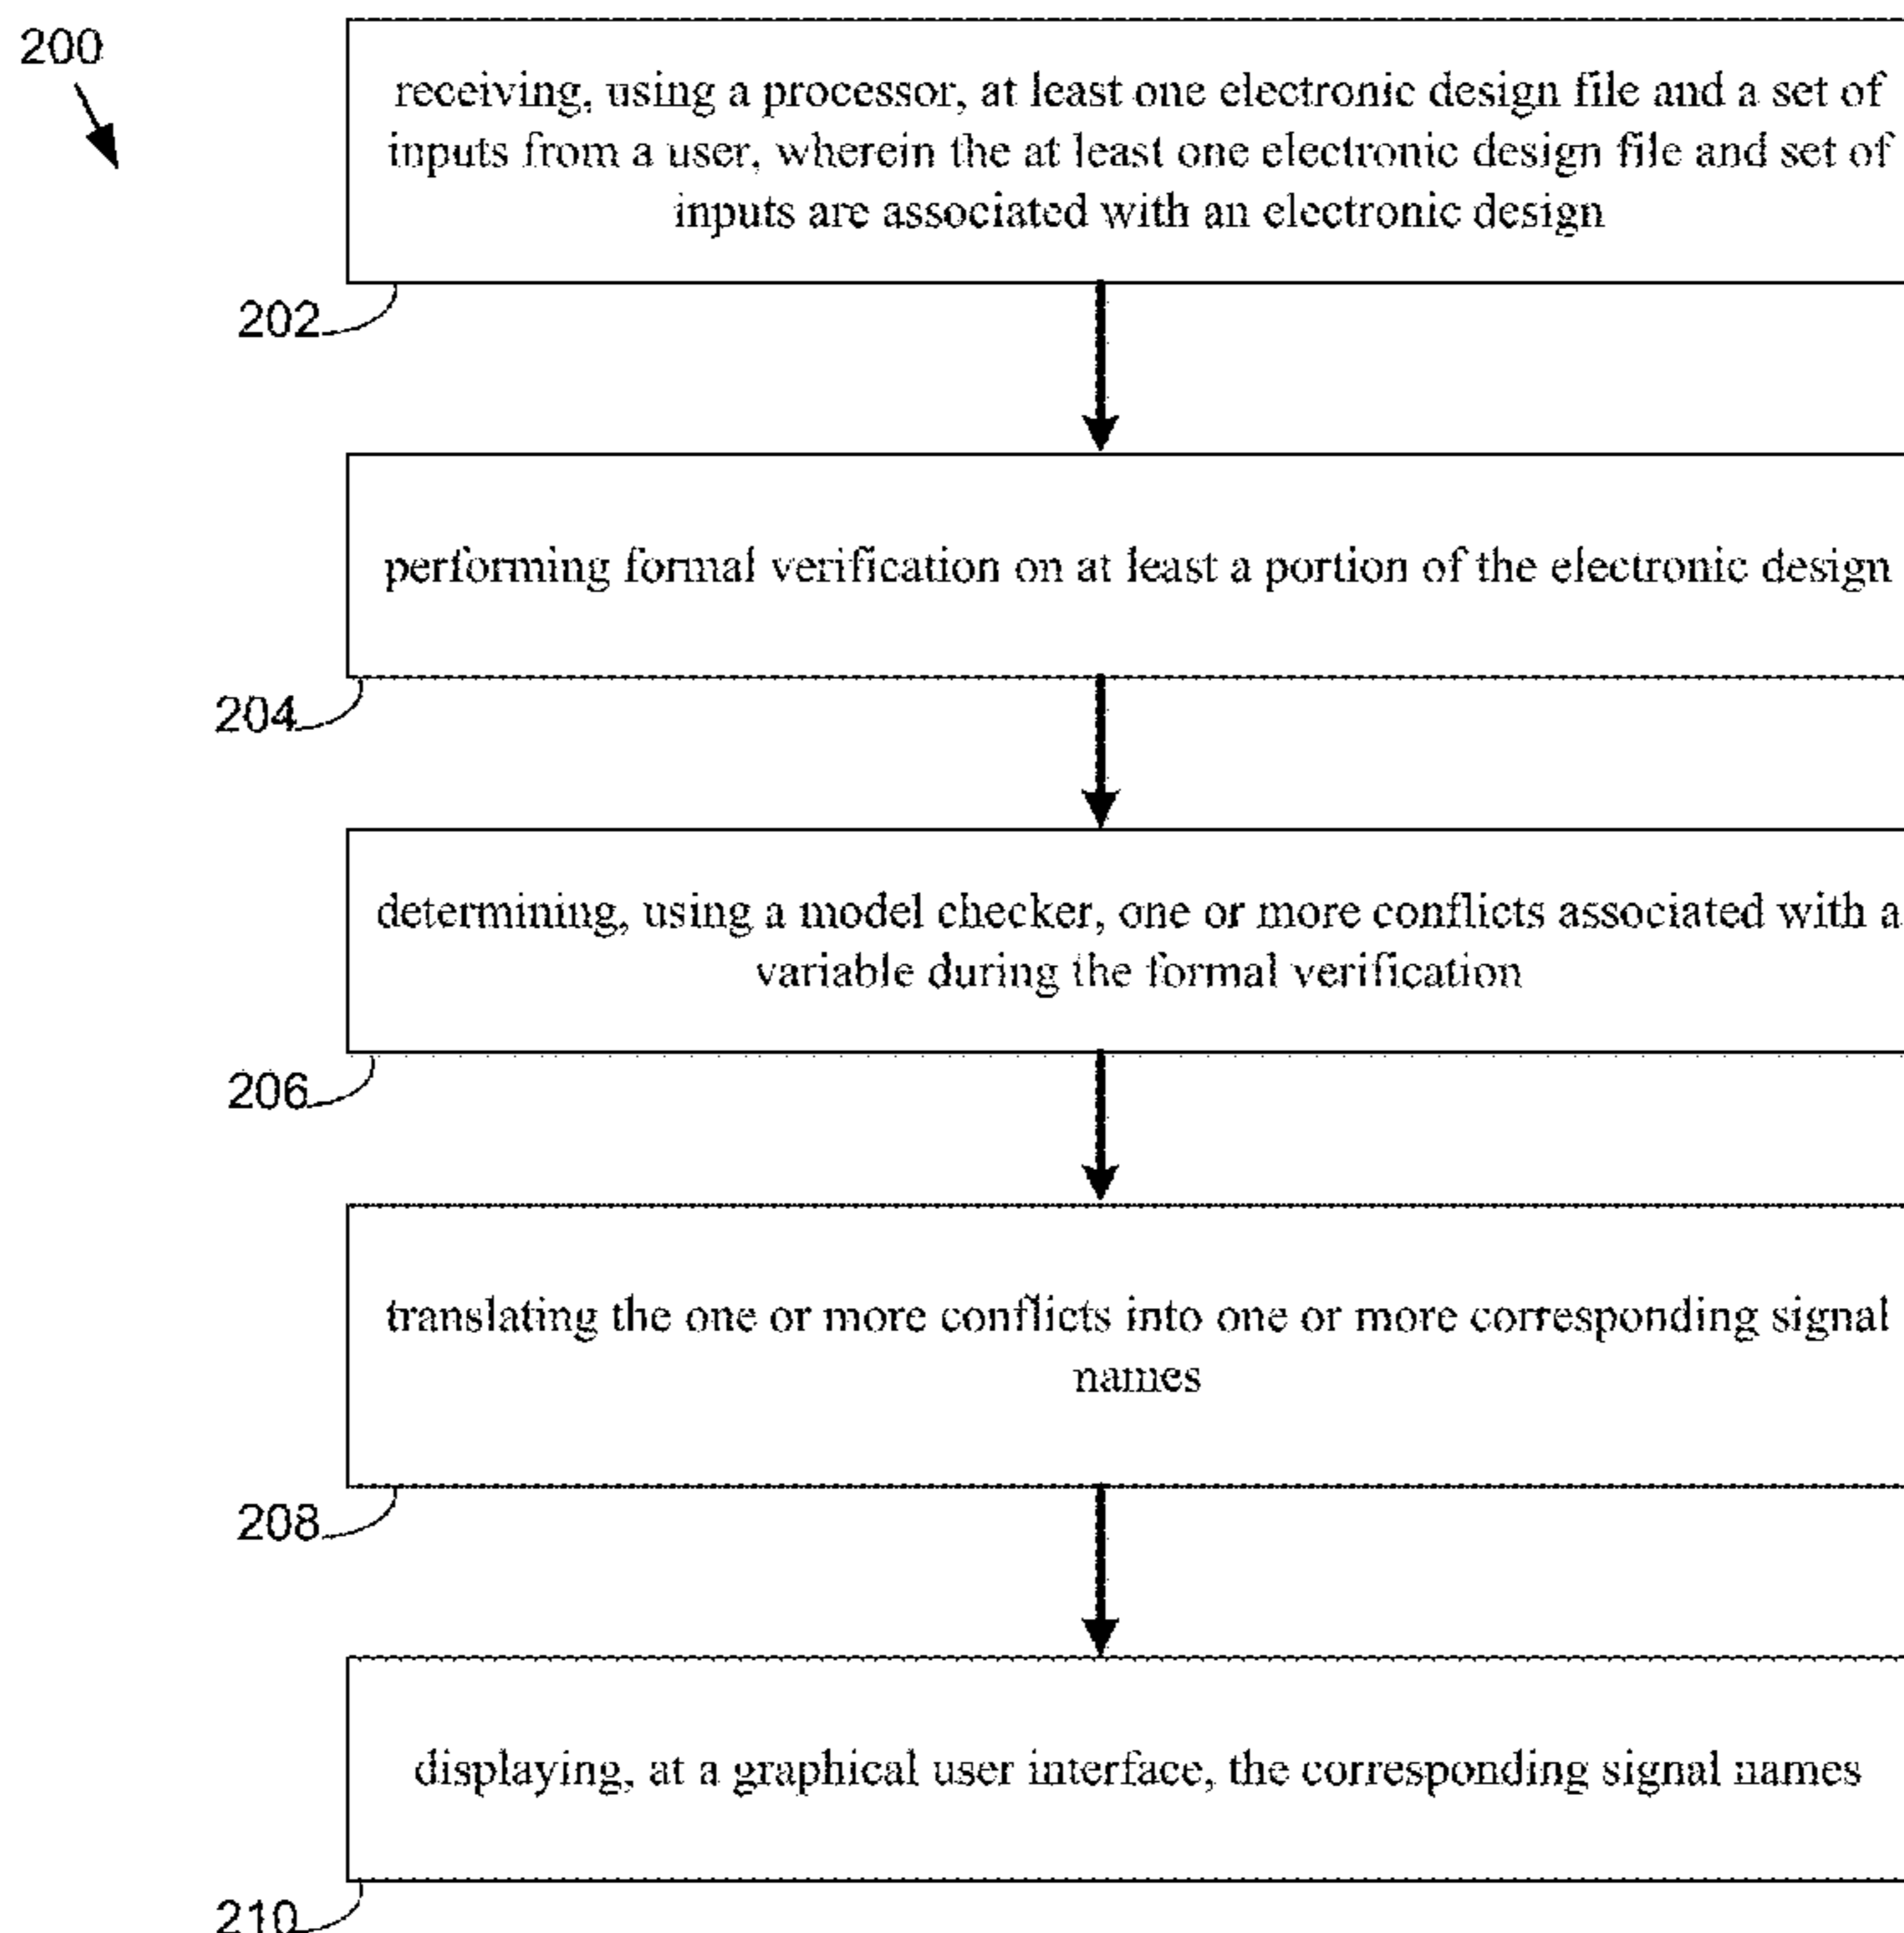 200
receiving, using a processor, at least one electronic design file and a set of
inputs from a user, wherein the at least one electronic design file and set of
inputs are associated with an electronic design
202
performing formal verification on at least a portion of the electronic design
204
determining, using a model checker, one or more conflicts associated with a
variable during the formal verification
206
translating the one or more conflicts into one or more corresponding signal
names
208
displaying, at a graphical user interface, the corresponding signal names
210